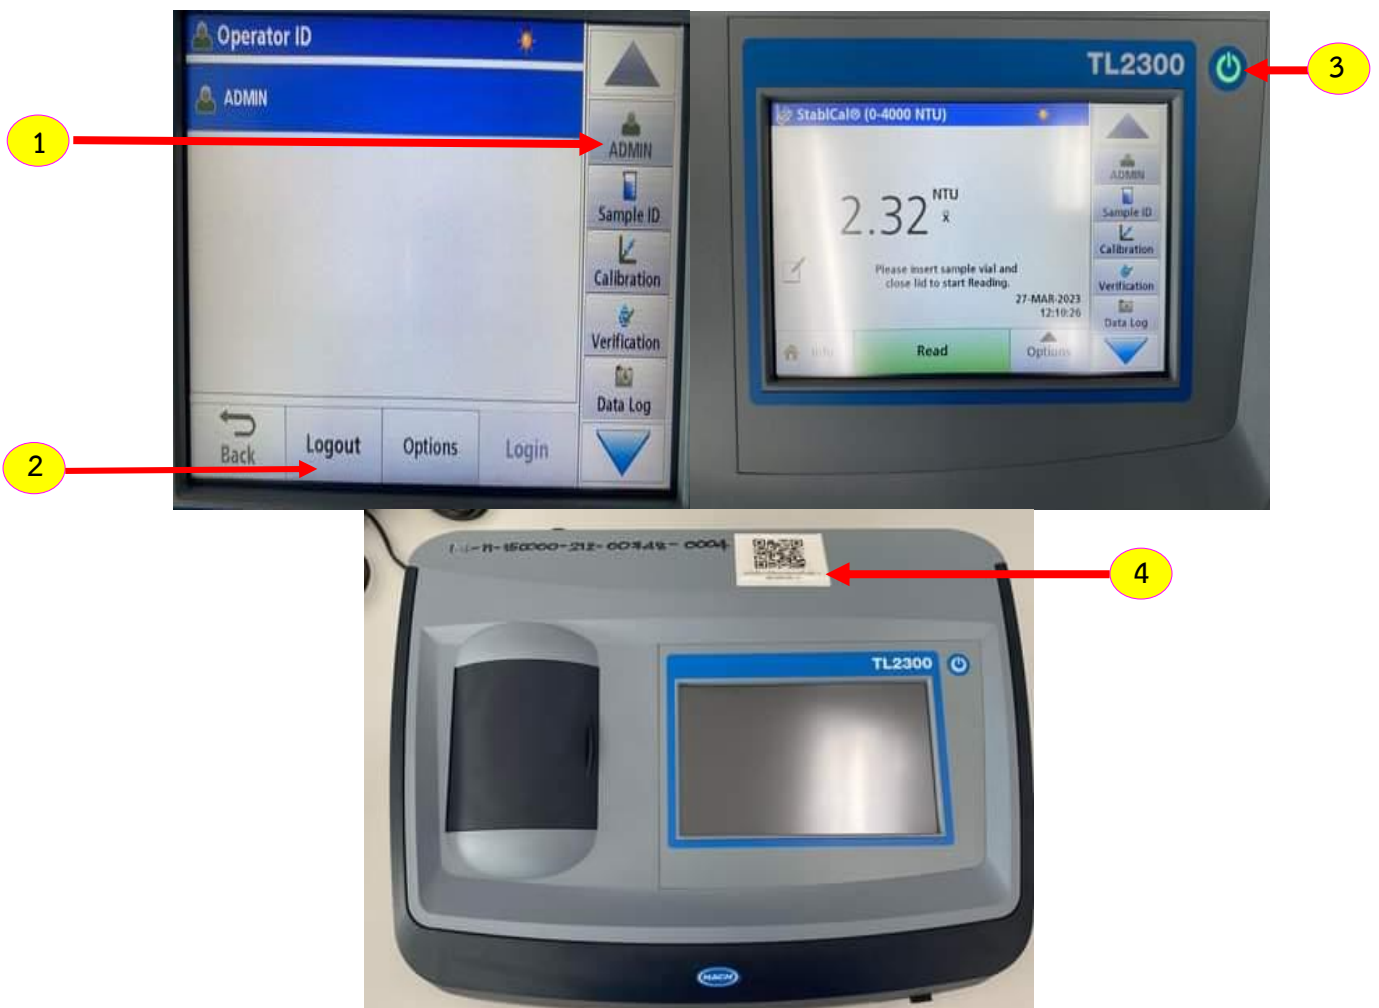 Operator ID
ADMIN
1
ADMIN
Sample ID
Calibration
Verification
Data Log
Back
Logout
Options
Login
2
TL2300
3
StablCal® (0-4000 NTU)
2.32 NTU
x̄
Please insert sample vial and
close lid to start Reading.
27-MAR-2023
12:10:26
Info
Read
Options
ADMIN
Sample ID
Calibration
Verification
Data Log
4
TL2300
HACH